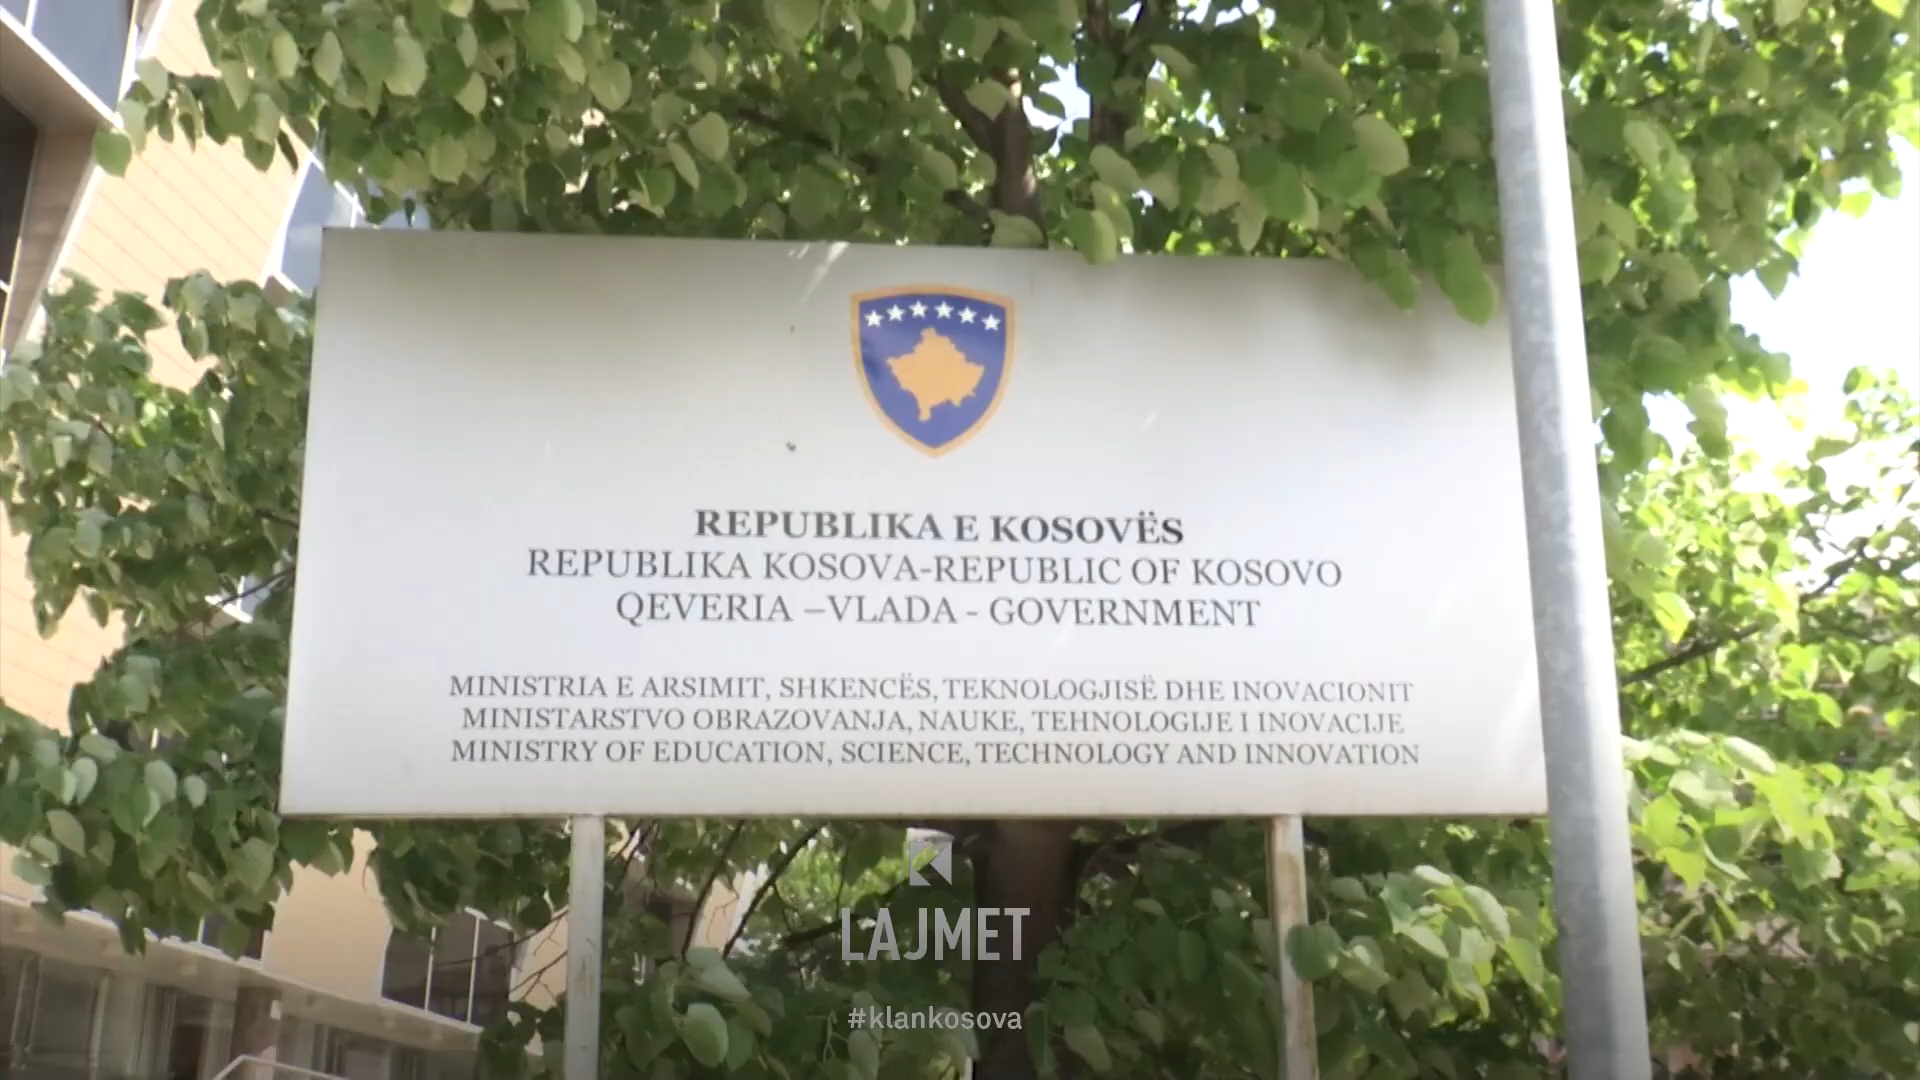 REPUBLIKA E KOSOVËS
REPUBLIKA KOSOVA-REPUBLIC OF KOSOVO
QEVERIA –VLADA - GOVERNMENT
MINISTRIA E ARSIMIT, SHKENCËS, TEKNOLOGJISË DHE INOVACIONIT
MINISTARSTVO OBRAZOVANJA, NAUKE, TEHNOLOGIJE I INOVACIJE
MINISTRY OF EDUCATION, SCIENCE, TECHNOLOGY AND INNOVATION
LAJMET
#klankosova